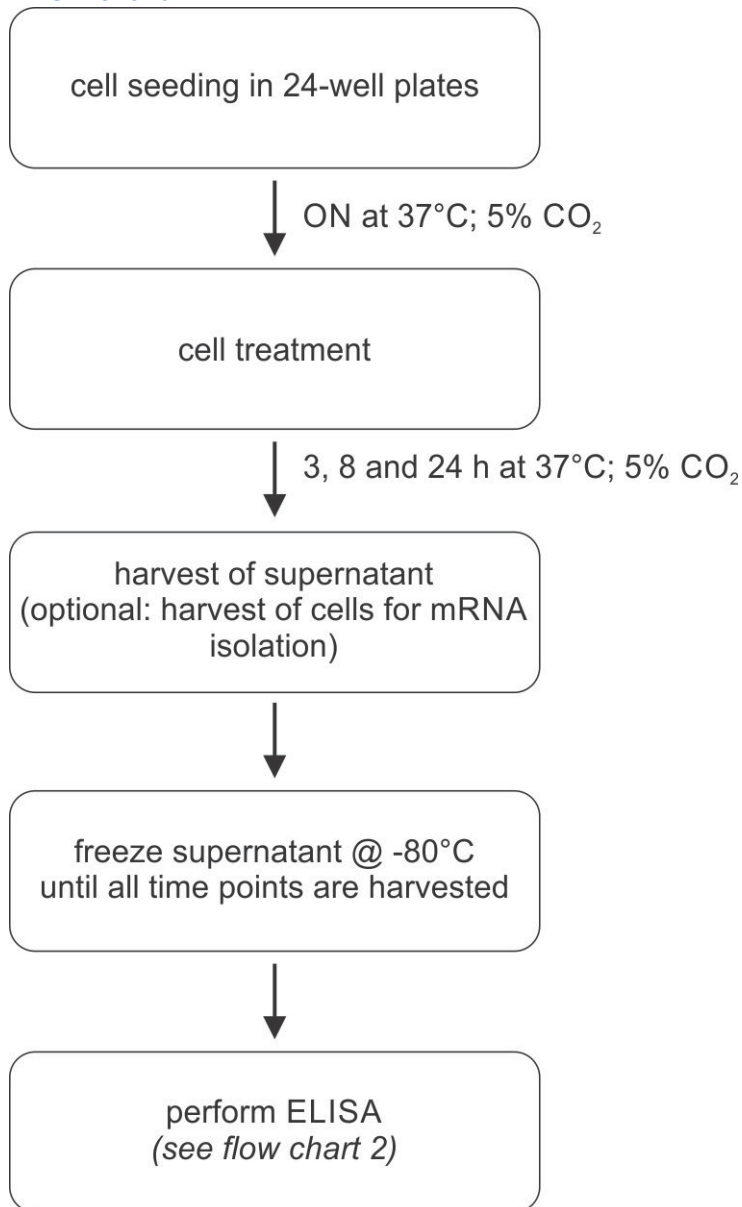 cell seeding in 24-well plates
ON at 37°C; 5% CO₂
cell treatment
3, 8 and 24 h at 37°C; 5% CO₂
harvest of supernatant
(optional: harvest of cells for mRNA
isolation)
freeze supernatant @ -80°C
until all time points are harvested
perform ELISA
(see flow chart 2)